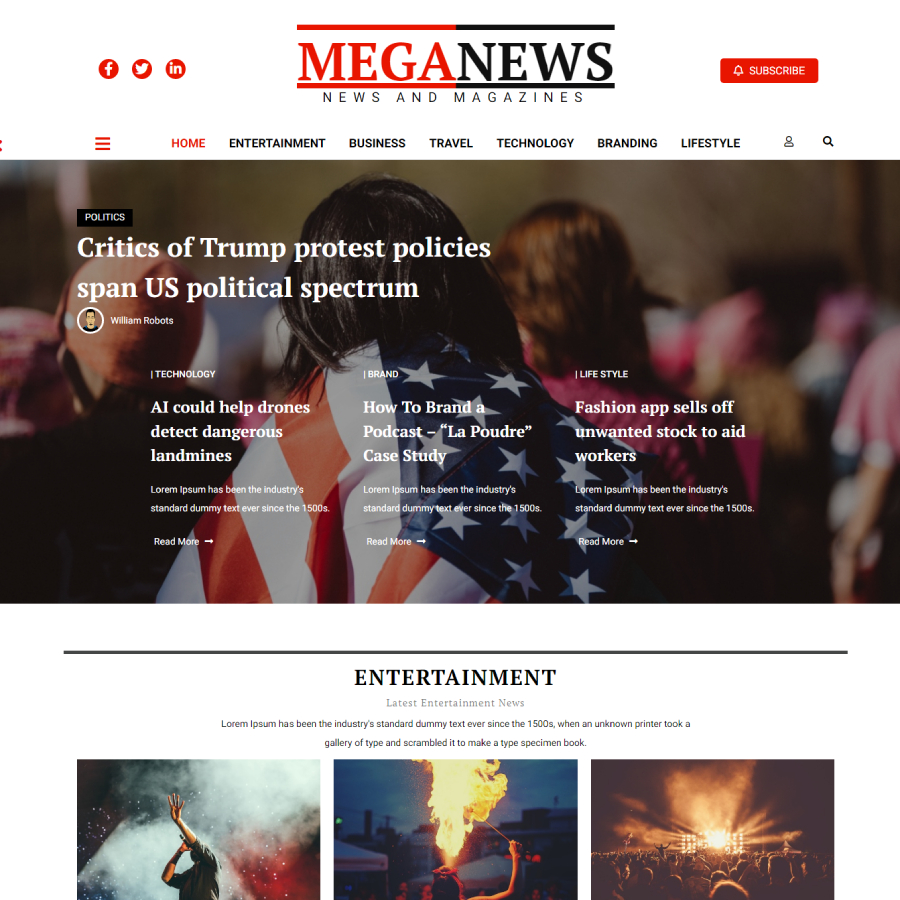 MEGANEWS
NEWS AND MAGAZINES
SUBSCRIBE
HOME ENTERTAINMENT BUSINESS TRAVEL TECHNOLOGY BRANDING LIFESTYLE
POLITICS
Critics of Trump protest policies
span US political spectrum
William Robots
| TECHNOLOGY
AI could help drones
detect dangerous
landmines
Lorem Ipsum has been the industry's
standard dummy text ever since the 1500s.
Read More
| BRAND
How To Brand a
Podcast – “La Poudre”
Case Study
Lorem Ipsum has been the industry's
standard dummy text ever since the 1500s.
Read More
| LIFE STYLE
Fashion app sells off
unwanted stock to aid
workers
Lorem Ipsum has been the industry's
standard dummy text ever since the 1500s.
Read More
ENTERTAINMENT
Latest Entertainment News
Lorem Ipsum has been the industry's standard dummy text ever since the 1500s, when an unknown printer took a
gallery of type and scrambled it to make a type specimen book.